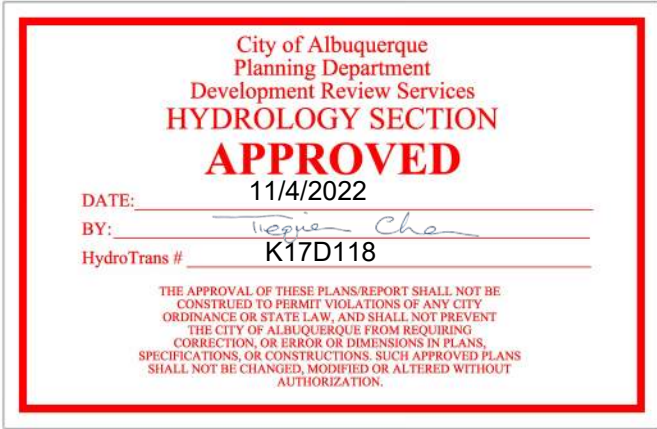 City of Albuquerque
Planning Department
Development Review Services
HYDROLOGY SECTION
APPROVED
DATE: 11/4/2022
BY:
HydroTrans # K17D118
THE APPROVAL OF THESE PLANS/REPORT SHALL NOT BE
CONSTRUED TO PERMIT VIOLATIONS OF ANY CITY
ORDINANCE OR STATE LAW, AND SHALL NOT PREVENT
THE CITY OF ALBUQUERQUE FROM REQUIRING
CORRECTION, OR ERROR OR DIMENSIONS IN PLANS,
SPECIFICATIONS, OR CONSTRUCTIONS. SUCH APPROVED PLANS
SHALL NOT BE CHANGED, MODIFIED OR ALTERED WITHOUT
AUTHORIZATION.